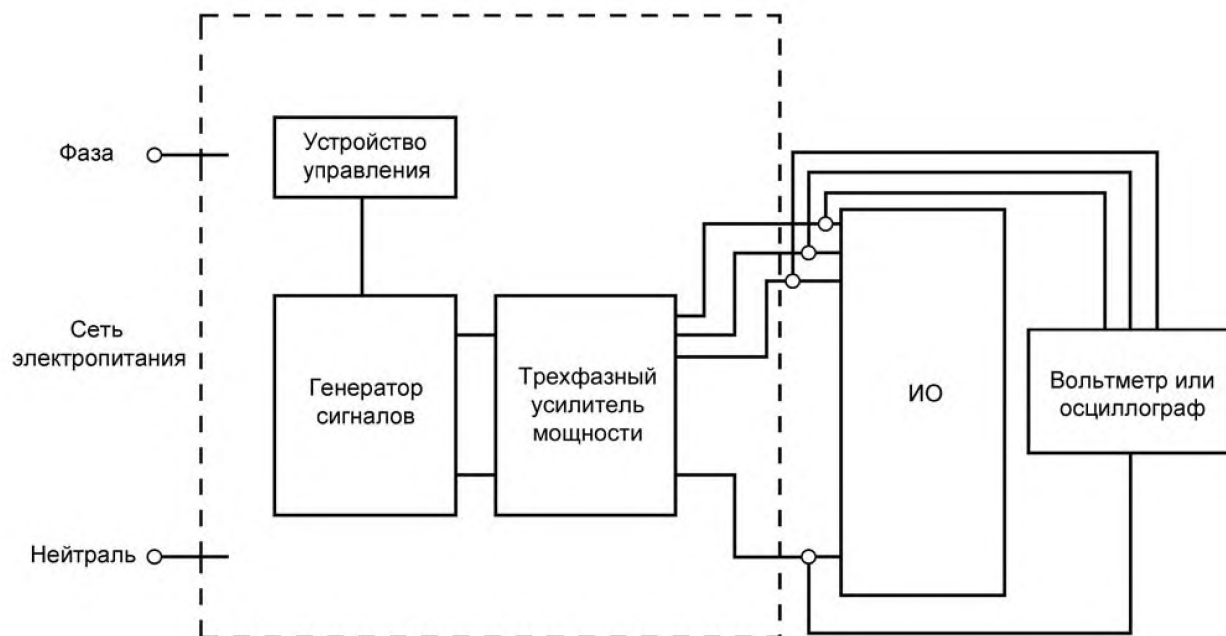 Устройство
управления
Фаза
Сеть
электропитания
Генератор
сигналов
Трехфазный
усилитель
мощности
ИО
Вольтметр или
осциллограф
Нейтраль